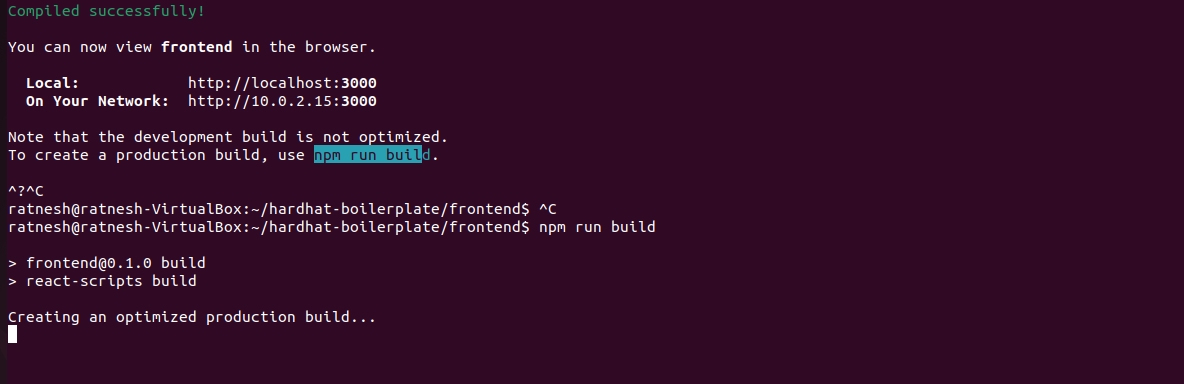 Compiled successfully!
You can now view frontend in the browser.
Local: http://localhost:3000
On Your Network: http://10.0.2.15:3000
Note that the development build is not optimized.
To create a production build, use npm run build.
^?^C
ratnesh@ratnesh-VirtualBox:~/hardhat-boilerplate/frontend$ ^C
ratnesh@ratnesh-VirtualBox:~/hardhat-boilerplate/frontend$ npm run build
> frontend@0.1.0 build
> react-scripts build
Creating an optimized production build...